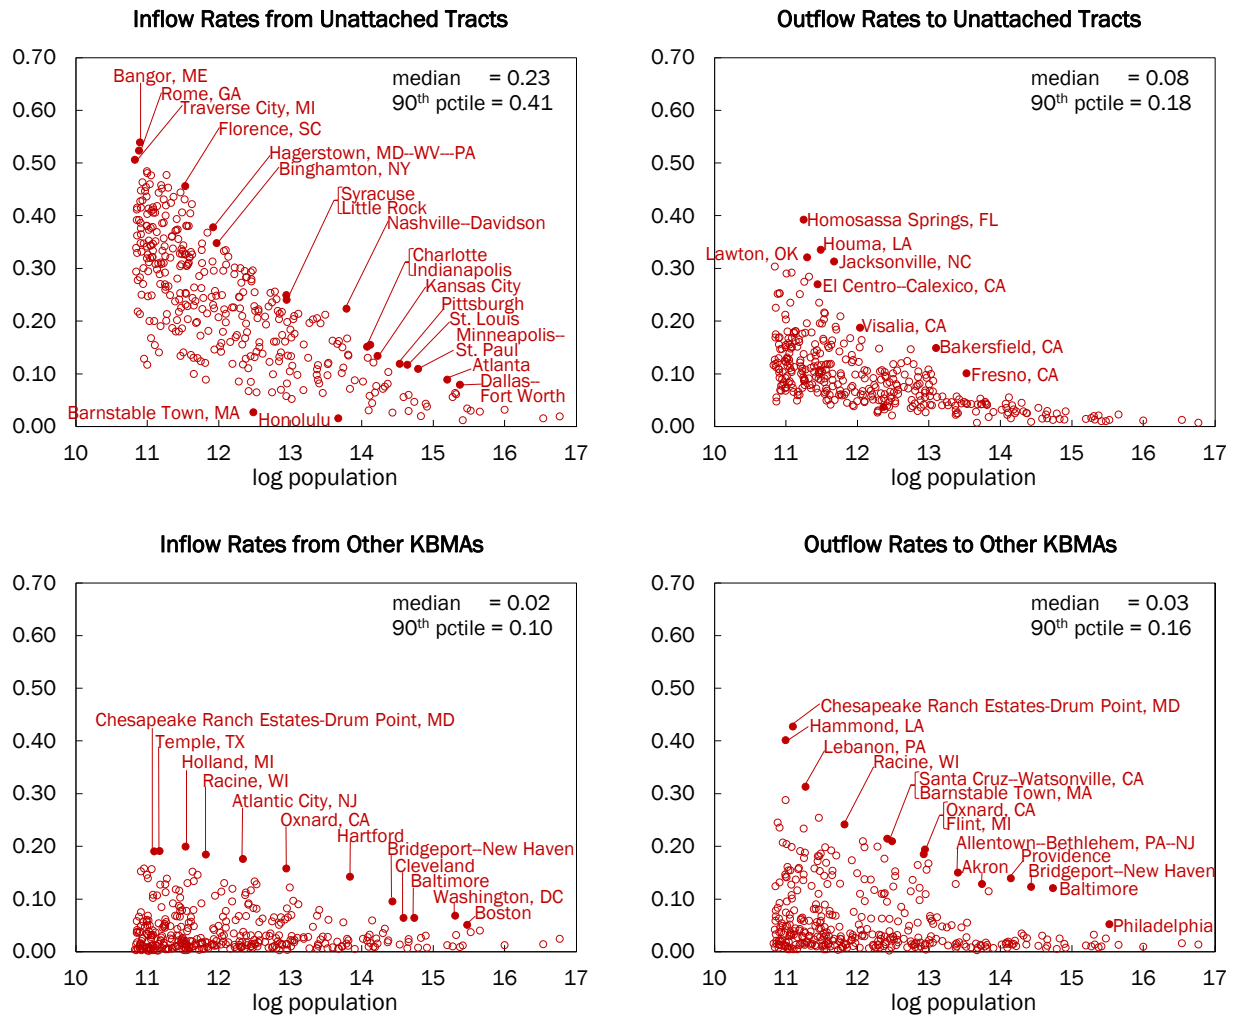 Inflow Rates from Unattached Tracts
0.70
0.60
0.50
0.40
0.30
0.20
0.10
0.00
10 11 12 13 14 15 16 17
log population
median = 0.23
90th pctile = 0.41
Bangor, ME
Rome, GA
Traverse City, MI
Florence, SC
Hagerstown, MD--WV---PA
Binghamton, NY
Syracuse
Little Rock
Nashville--Davidson
Charlotte
Indianapolis
Kansas City
Pittsburgh
St. Louis
Minneapolis--
St. Paul
Atlanta
Dallas--
Fort Worth
Barnstable Town, MA
Honolulu
Outflow Rates to Unattached Tracts
0.70
0.60
0.50
0.40
0.30
0.20
0.10
0.00
10 11 12 13 14 15 16 17
log population
median = 0.08
90th pctile = 0.18
Homosassa Springs, FL
Houma, LA
Lawton, OK
Jacksonville, NC
El Centro--Calexico, CA
Visalia, CA
Bakersfield, CA
Fresno, CA
Inflow Rates from Other KBMAs
0.70
0.60
0.50
0.40
0.30
0.20
0.10
0.00
10 11 12 13 14 15 16 17
log population
median = 0.02
90th pctile = 0.10
Chesapeake Ranch Estates-Drum Point, MD
Temple, TX
Holland, MI
Racine, WI
Atlantic City, NJ
Oxnard, CA
Hartford
Bridgeport--New Haven
Cleveland
Baltimore
Washington, DC
Boston
Outflow Rates to Other KBMAs
0.70
0.60
0.50
0.40
0.30
0.20
0.10
0.00
10 11 12 13 14 15 16 17
log population
median = 0.03
90th pctile = 0.16
Chesapeake Ranch Estates-Drum Point, MD
Hammond, LA
Lebanon, PA
Racine, WI
Santa Cruz--Watsonville, CA
Barnstable Town, MA
Oxnard, CA
Flint, MI
Allentown--Bethlehem, PA--NJ
Providence
Akron
Bridgeport--New Haven
Baltimore
Philadelphia